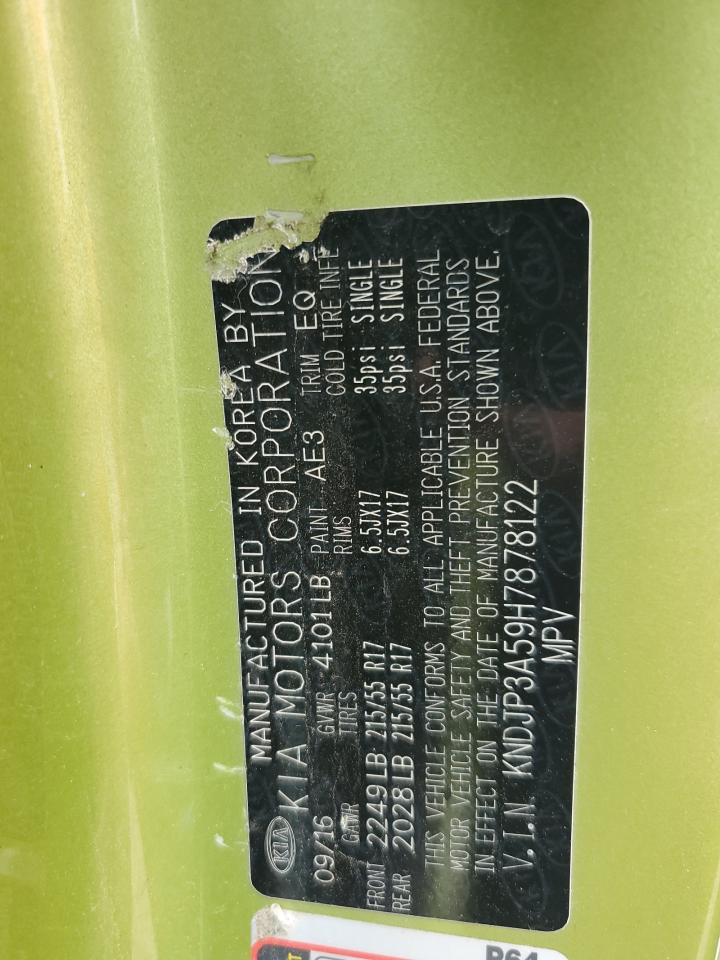 MANUFACTURED IN KOREA BY
KIA KIA MOTORS CORPORATION
09/16 GVWR 4101LB PAINT AE3 TRIM EQ
GAWR TIRES RIMS COLD TIRE INFL
FRONT 2249LB 215/55 R17 6.5JX17 35psi SINGLE
REAR 2028LB 215/55 R17 6.5JX17 35psi SINGLE
THIS VEHICLE CONFORMS TO ALL APPLICABLE U.S.A. FEDERAL
MOTOR VEHICLE SAFETY AND THEFT PREVENTION STANDARDS
IN EFFECT ON THE DATE OF MANUFACTURE SHOWN ABOVE.
V.I.N. KNDJP3A59H7878122
MPV